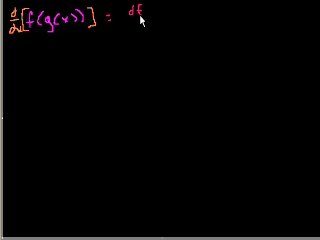 d/dx [f(g(x))] = df